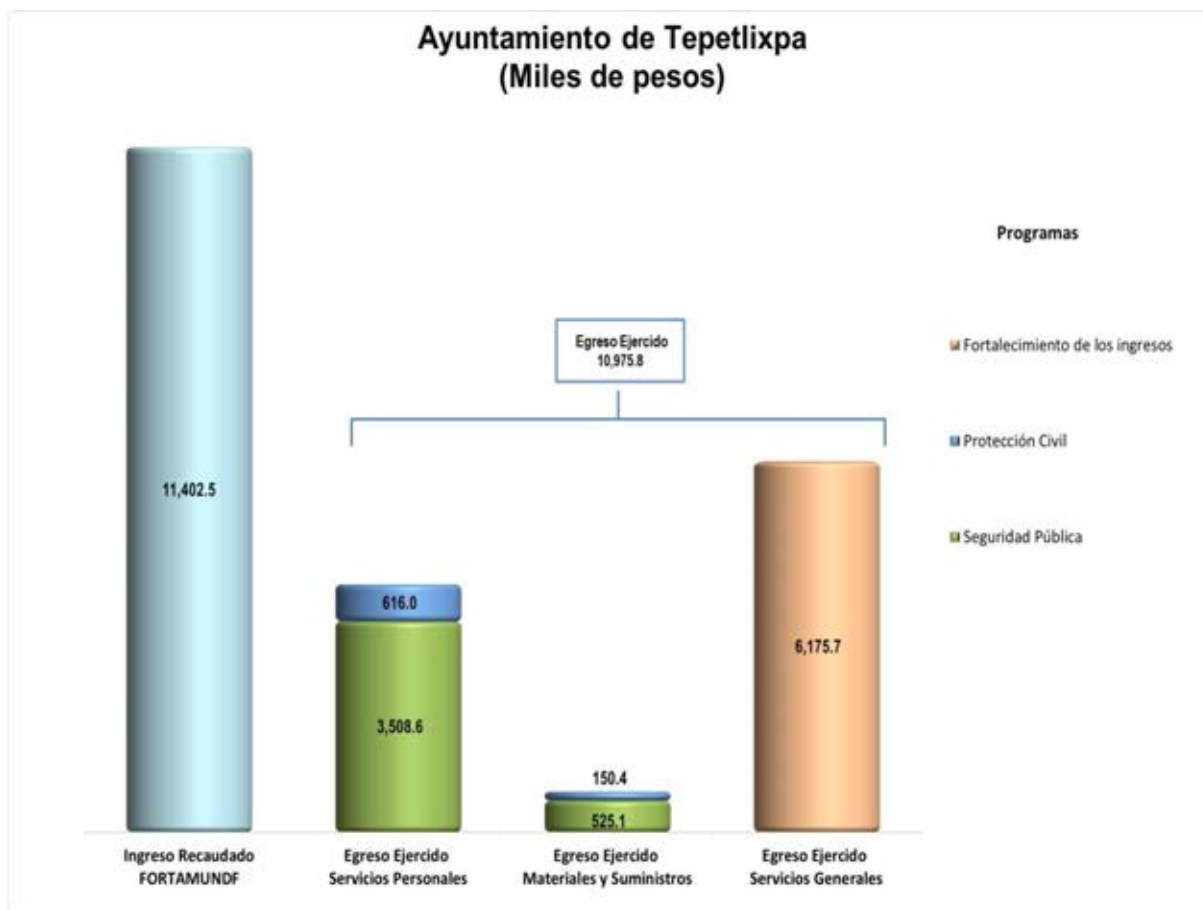 Ayuntamiento de Tepetlixpa
(Miles de pesos)
Programas
Egreso Ejercido
10,975.8
Fortalecimiento de los ingresos
Protección Civil
Seguridad Pública
11,402.5
616.0
3,508.6
150.4
525.1
6,175.7
Ingreso Recaudado
FORTAMUNDF
Egreso Ejercido
Servicios Personales
Egreso Ejercido
Materiales y Suministros
Egreso Ejercido
Servicios Generales